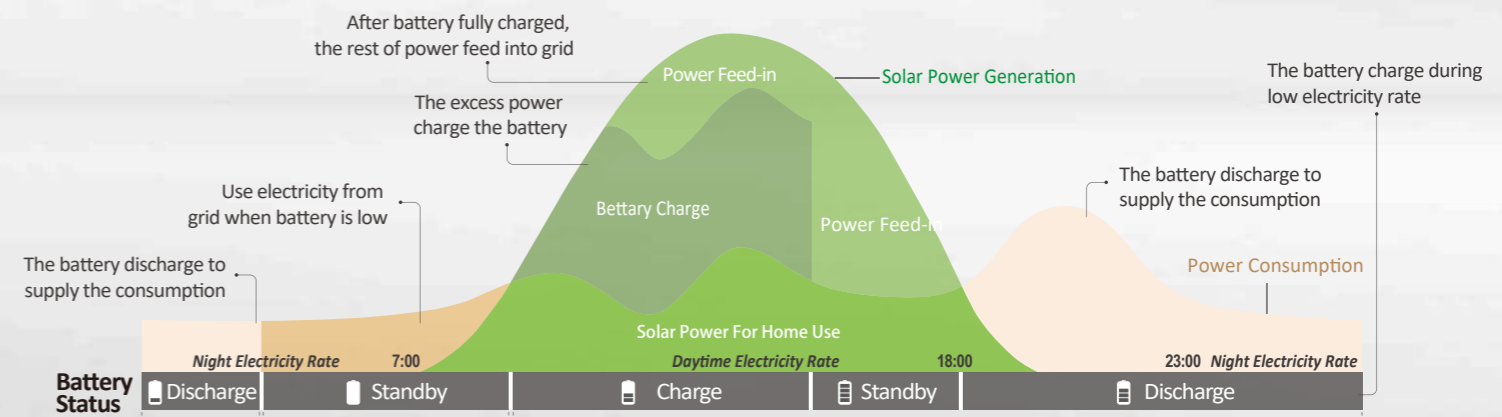 After battery fully charged,
the rest of power feed into grid
Power Feed-in
Solar Power Generation
The battery charge during
low electricity rate
The excess power
charge the battery
Use electricity from
grid when battery is low
Bettary Charge
Power Feed-in
The battery discharge to
supply the consumption
The battery discharge to
supply the consumption
Power Consumption
Solar Power For Home Use
Night Electricity Rate 7:00 Daytime Electricity Rate 18:00 23:00 Night Electricity Rate
Battery
Status
Discharge Standby Charge Standby Discharge